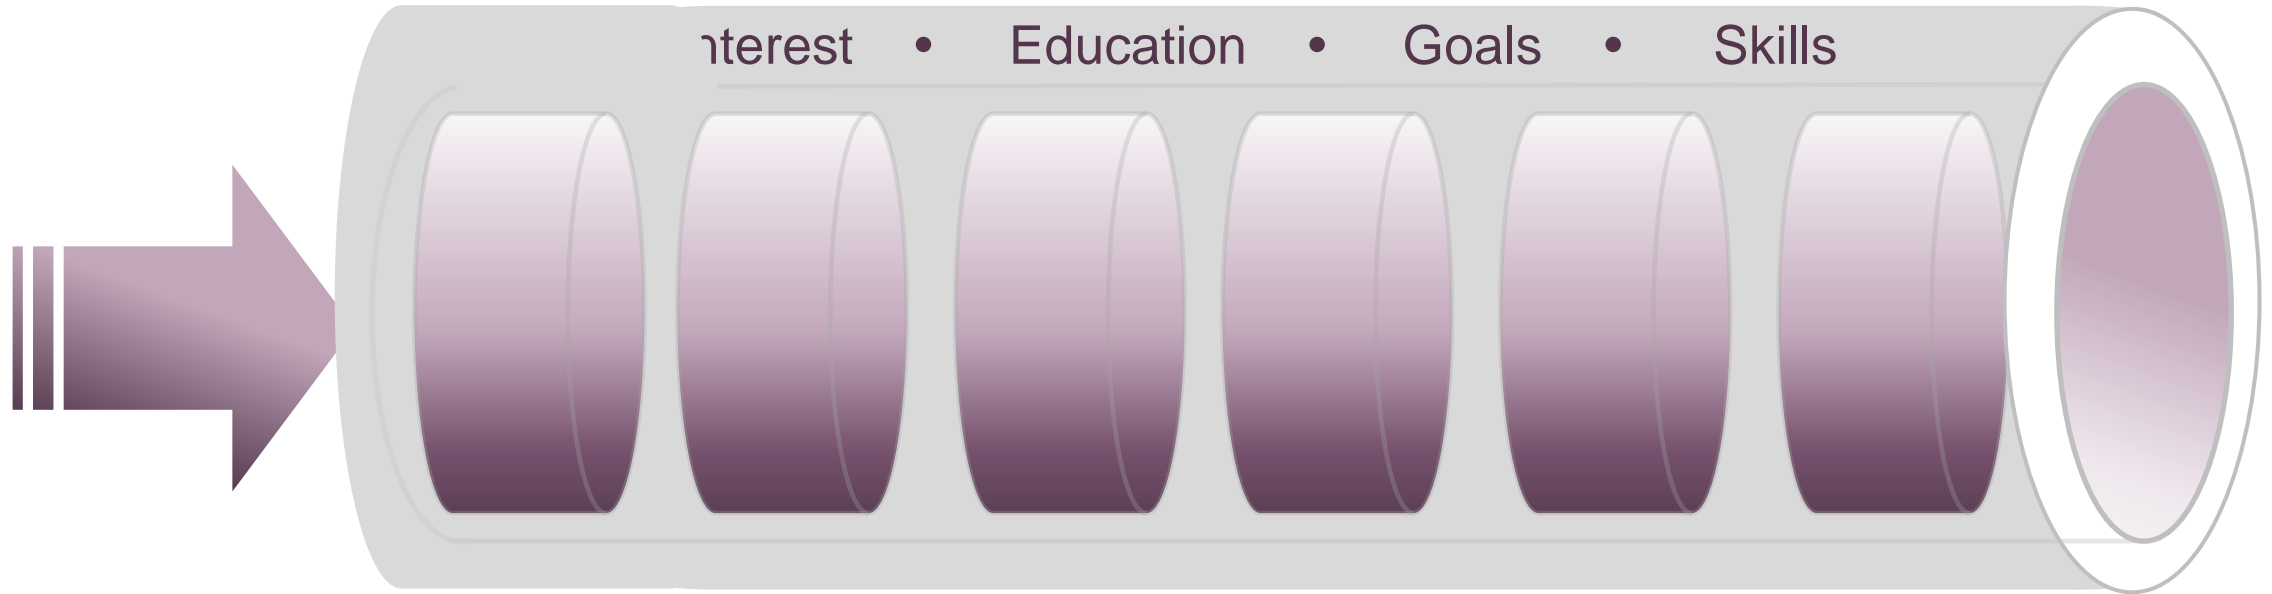 nterest • Education • Goals • Skills